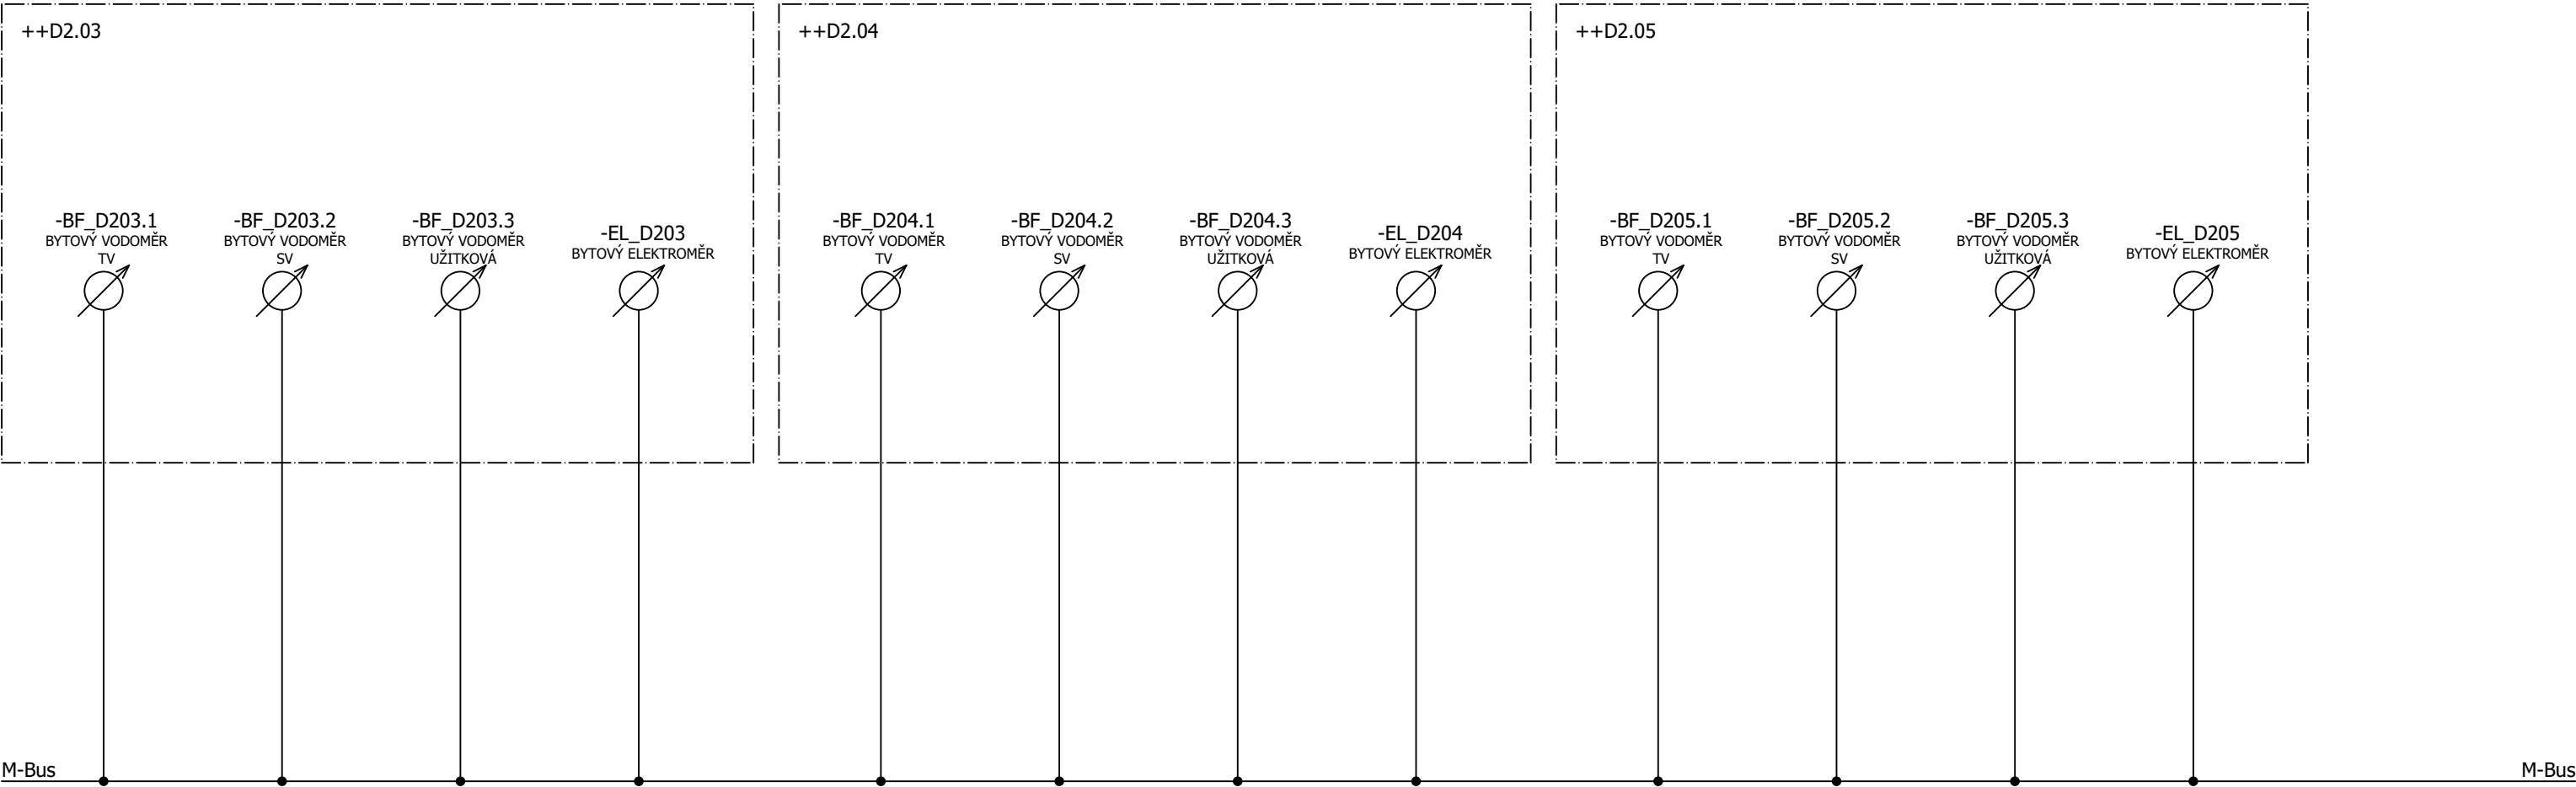 ++D2.03
-BF_D203.1
BYTOVÝ VODOMĚR
TV
-BF_D203.2
BYTOVÝ VODOMĚR
SV
-BF_D203.3
BYTOVÝ VODOMĚR
UŽITKOVÁ
-EL_D203
BYTOVÝ ELEKTROMĚR
++D2.04
-BF_D204.1
BYTOVÝ VODOMĚR
TV
-BF_D204.2
BYTOVÝ VODOMĚR
SV
-BF_D204.3
BYTOVÝ VODOMĚR
UŽITKOVÁ
-EL_D204
BYTOVÝ ELEKTROMĚR
++D2.05
-BF_D205.1
BYTOVÝ VODOMĚR
TV
-BF_D205.2
BYTOVÝ VODOMĚR
SV
-BF_D205.3
BYTOVÝ VODOMĚR
UŽITKOVÁ
-EL_D205
BYTOVÝ ELEKTROMĚR
M-Bus
M-Bus